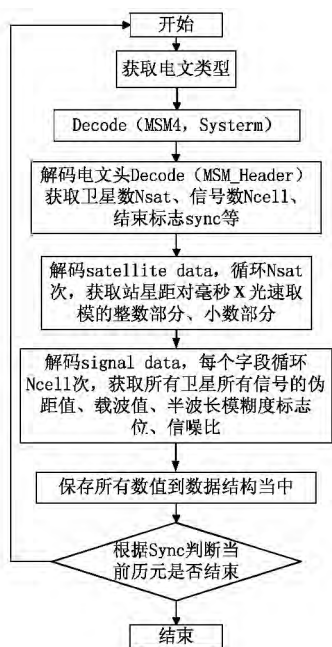 开始
获取电文类型
Decode（MSM4，Systerm）
解码电文头Decode（MSM_Header）
获取卫星数Nsat、信号数Ncell、
结束标志sync等
解码satellite data，循环Nsat
次，获取站星距对毫秒X光速取
模的整数部分、小数部分
解码signal data，每个字段循环
Ncell次，获取所有卫星所有信号的伪
距值、载波值、半波长模糊度标志
位、信噪比
保存所有数值到数据结构当中
根据Sync判断当
前历元是否结束
结束